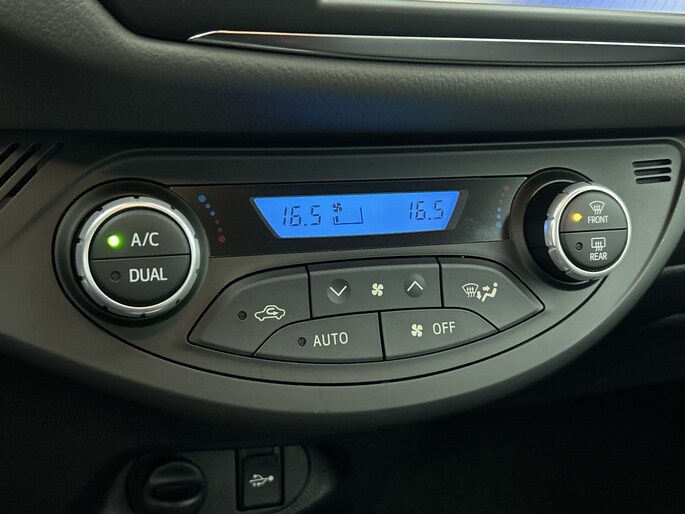 16.5 16.5
A/C
DUAL
FRONT
REAR
AUTO
OFF